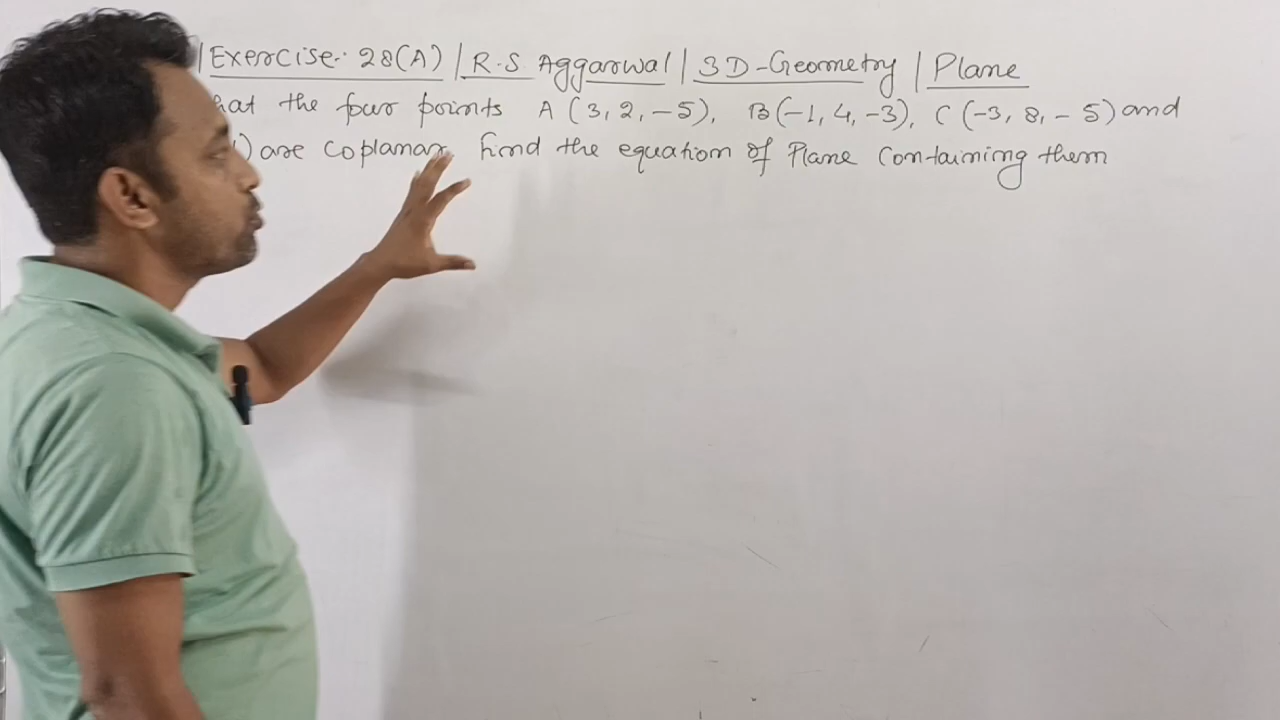 |Exercise:- 28(A) | R.S Aggarwal | 3D-Geometry | Plane
the four points A (3, 2, -5), B(-1, 4, -3), C (-3, 8, -5) and
) are coplanar find the equation of Plane Containing them